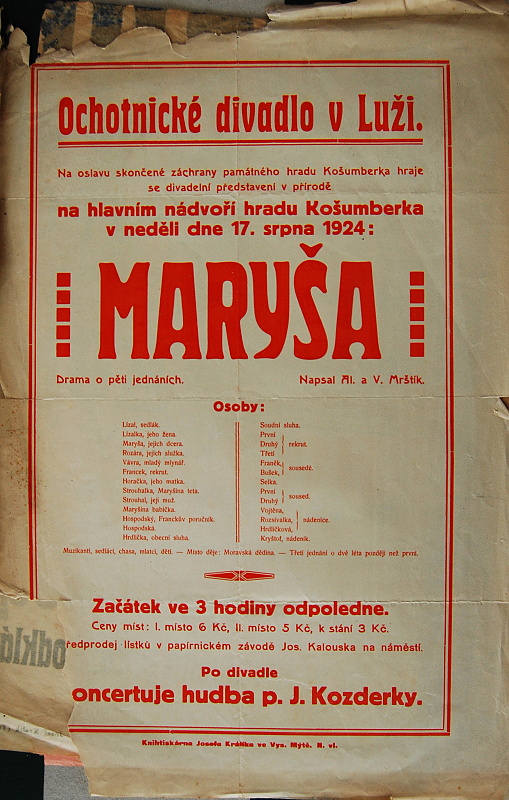 Ochotnické divadlo v Luži.
Na oslavu skončené záchrany památného hradu Košumberka hraje
se divadelní představení v přírodě
na hlavním nádvoří hradu Košumberka
v neděli dne 17. srpna 1924:
MARYŠA
Drama o pěti jednáních. Napsal Al. a V. Mrštík.
Osoby:
Lízal, sedlák.
Lízalka, jeho žena.
Maryša, jejich dcera.
Rozára, jejich služka.
Vávra, mladý mlynář.
Francek, rekrut.
Horačka, jeho matka.
Strouhalka, Maryšina teta.
Strouhal, její muž.
Maryšina babička.
Hospodský, Franckův poručník.
Hospodská.
Hrdlička, obecní sluha.
Soudní sluha.
První
Druhý rekrut.
Třetí
Franěk,
Bušek, sousedé.
Selka.
První
Druhý soused.
Vojtěna,
Rozsívalka, nádenice.
Hrdličková,
Kryštof, nádeník.
Muzikanti, sedláci, chasa, mlatci, děti. — Místo děje: Moravská dědina. — Třetí jednání o dvě léta později než první.
Začátek ve 3 hodiny odpoledne.
Ceny míst: I. místo 6 Kč, II. místo 5 Kč, k stání 3 Kč.
ředprodej lístků v papírnickém závodě Jos. Kalouska na náměstí.
Po divadle
oncertuje hudba p. J. Kozderky.
Knihtiskárna Josefa Krátka ve Vys. Mýtě. N. vl.